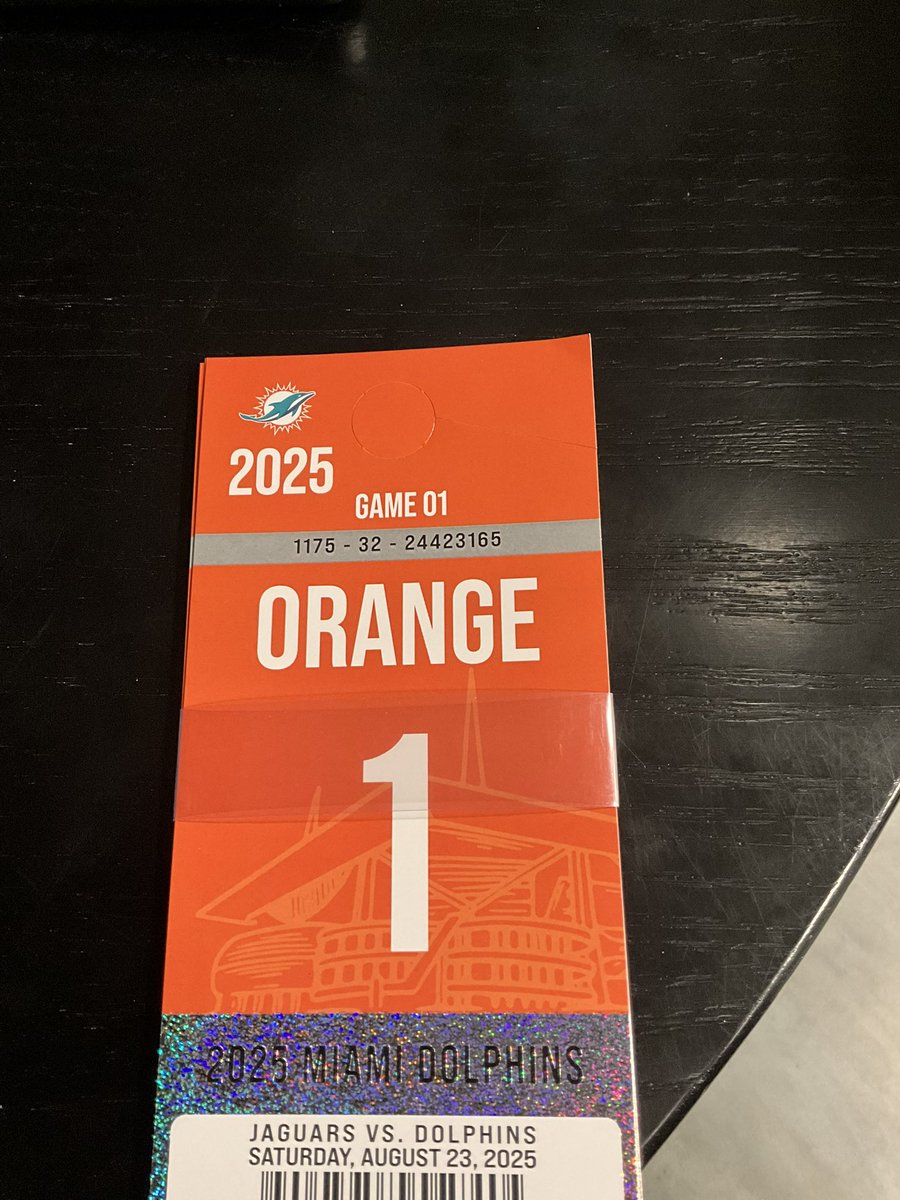 2025
GAME 01
1175 - 32 - 24423165
ORANGE
1
2025 MIAMI DOLPHINS
JAGUARS VS. DOLPHINS
SATURDAY, AUGUST 23, 2025